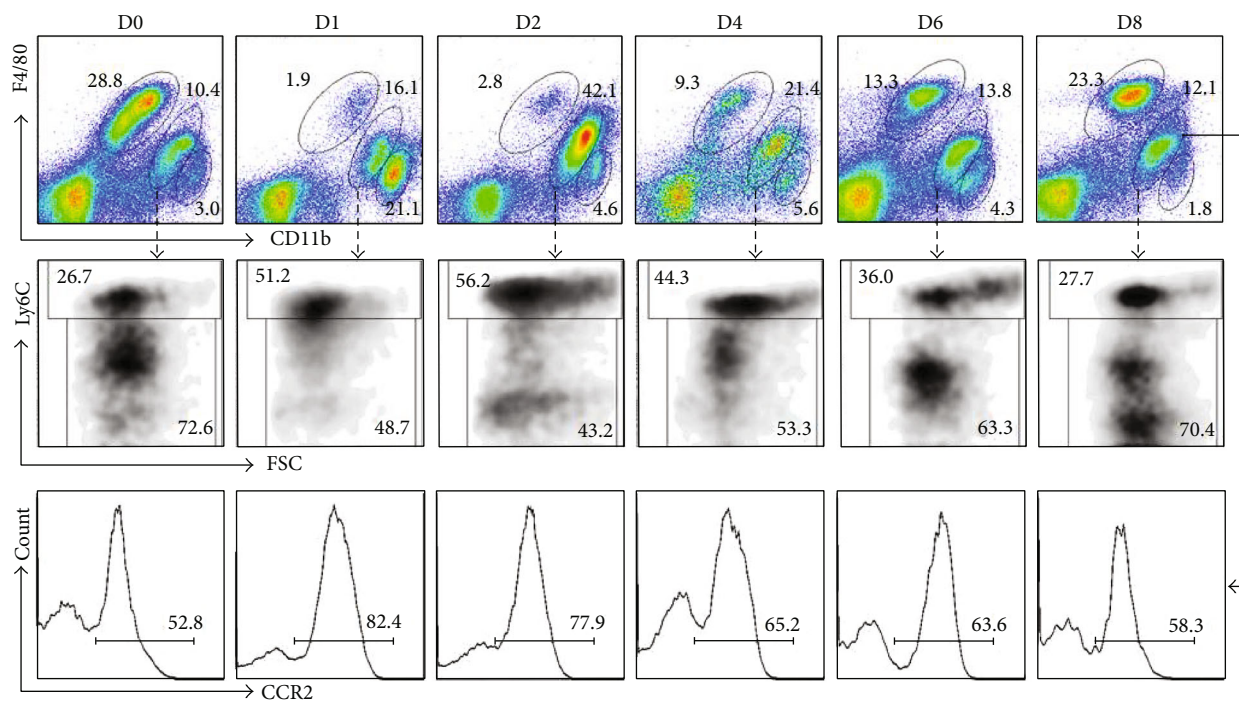 D0 D1 D2 D4 D6 D8
F4/80
28.8 10.4 3.0
1.9 16.1 21.1
2.8 42.1 4.6
9.3 21.4 5.6
13.3 13.8 4.3
23.3 12.1 1.8
CD11b
Ly6C
26.7 51.2 56.2 44.3 36.0 27.7
72.6 48.7 43.2 53.3 63.3 70.4
FSC
Count
52.8 82.4 77.9 65.2 63.6 58.3
CCR2